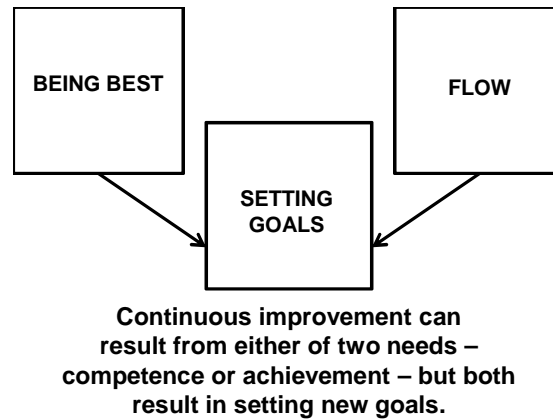 BEING BEST
FLOW
SETTING
GOALS
Continuous improvement can
result from either of two needs –
competence or achievement – but both
result in setting new goals.